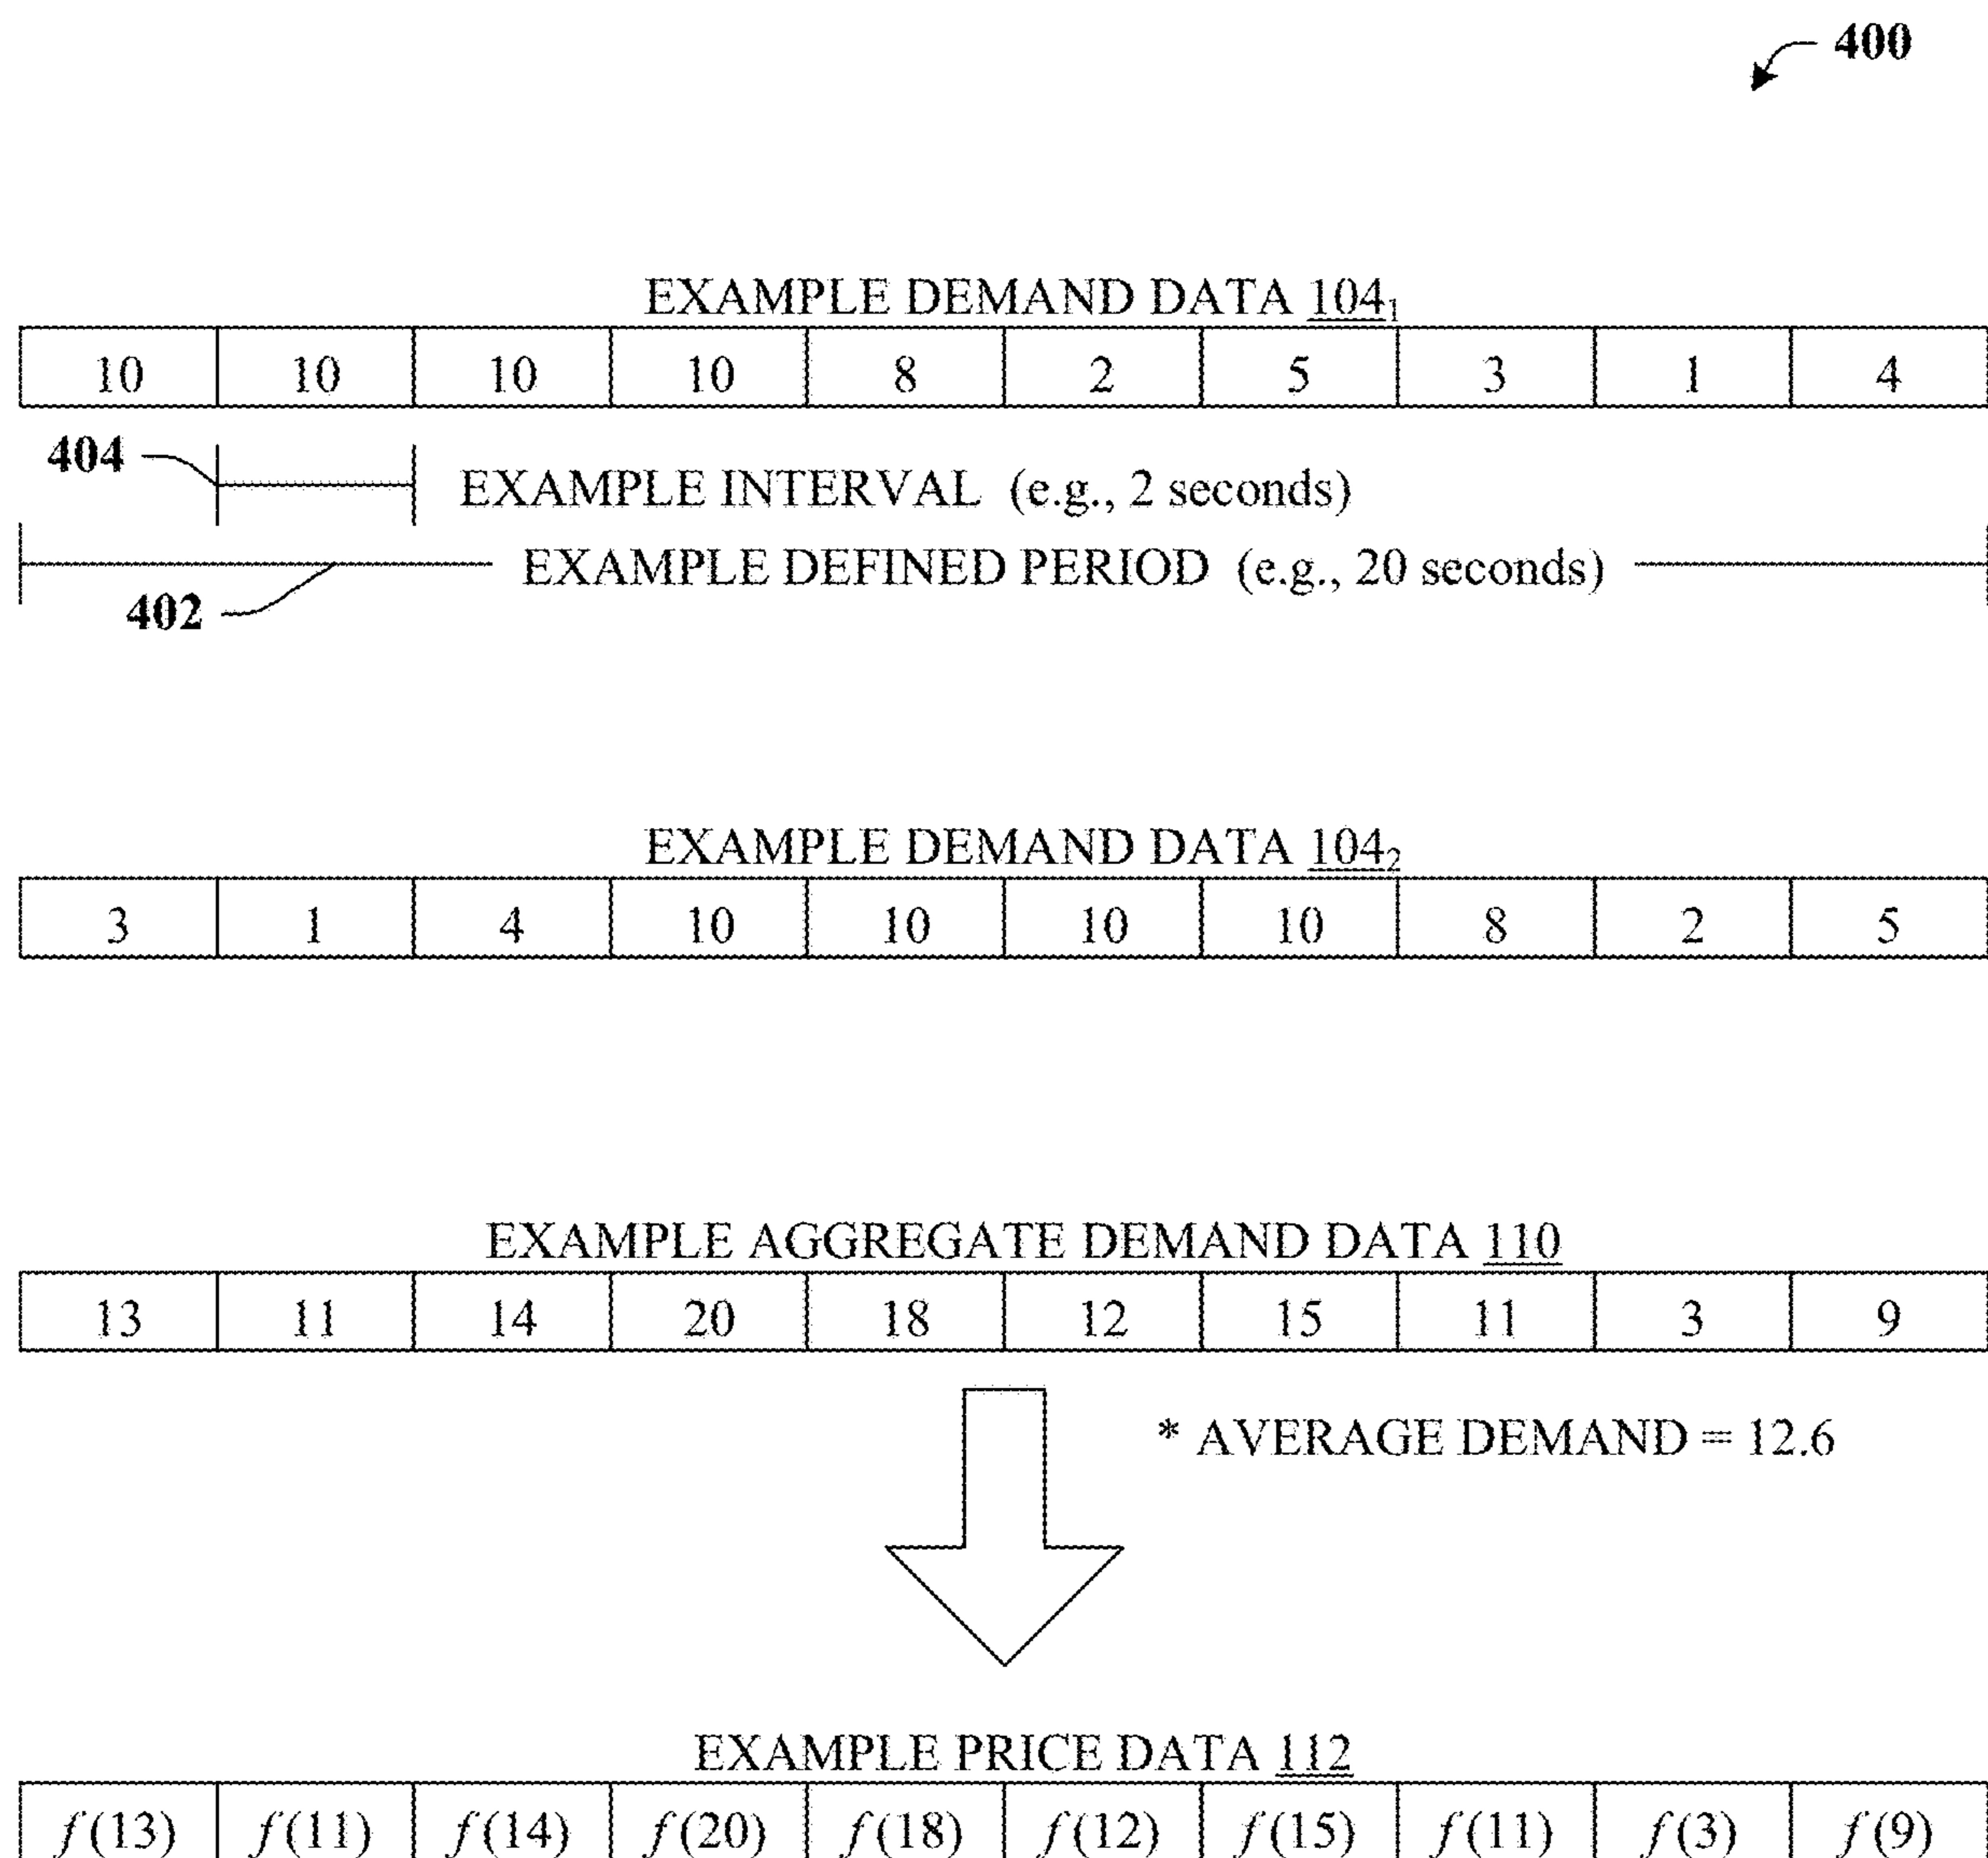 400
EXAMPLE DEMAND DATA 104₁
10 10 10 10 8 2 5 3 1 4
404
EXAMPLE INTERVAL (e.g., 2 seconds)
EXAMPLE DEFINED PERIOD (e.g., 20 seconds)
402
EXAMPLE DEMAND DATA 104₂
3 1 4 10 10 10 10 8 2 5
EXAMPLE AGGREGATE DEMAND DATA 110
13 11 14 20 18 12 15 11 3 9
* AVERAGE DEMAND = 12.6
EXAMPLE PRICE DATA 112
f(13) f(11) f(14) f(20) f(18) f(12) f(15) f(11) f(3) f(9)